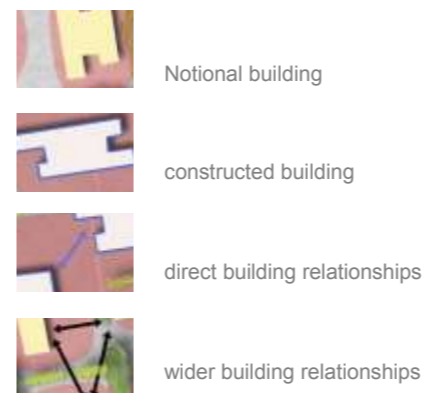 Notional building
constructed building
direct building relationships
wider building relationships